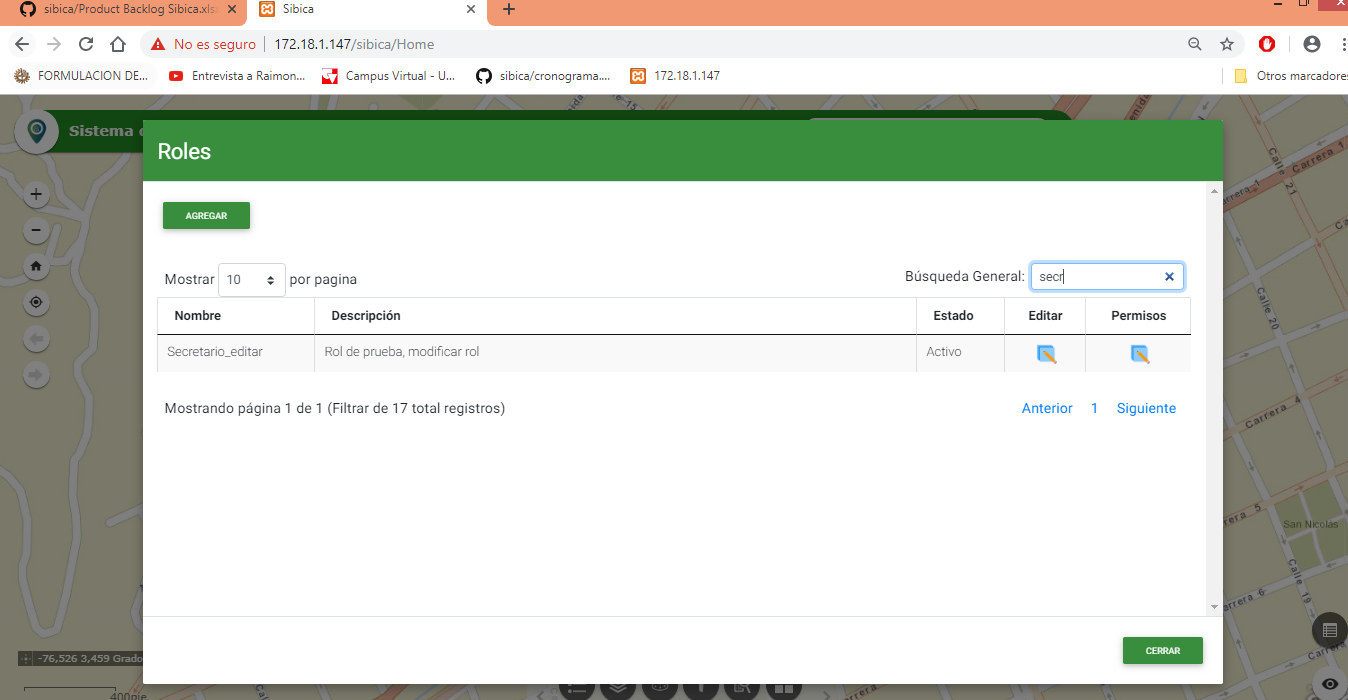 sibica/Product Backlog Sibica.xls
Sibica
No es seguro
172.18.1.147/sibica/Home
FORMULACION DE...
Entrevista a Raimon...
Campus Virtual - U...
sibica/cronograma....
172.18.1.147
Otros marcadores
Sistema
Roles
AGREGAR
Mostrar 10 por pagina
Búsqueda General: secr
Nombre Descripción Estado Editar Permisos
Secretario_editar Rol de prueba, modificar rol Activo
Mostrando página 1 de 1 (Filtrar de 17 total registros)
Anterior 1 Siguiente
CERRAR
Carrera 1
Calle 21
Calle 20
Carrera 4
Carrera 5
San Nicolas
Calle 19
Carrera 6
-76,526 3,459 Grado
400pie